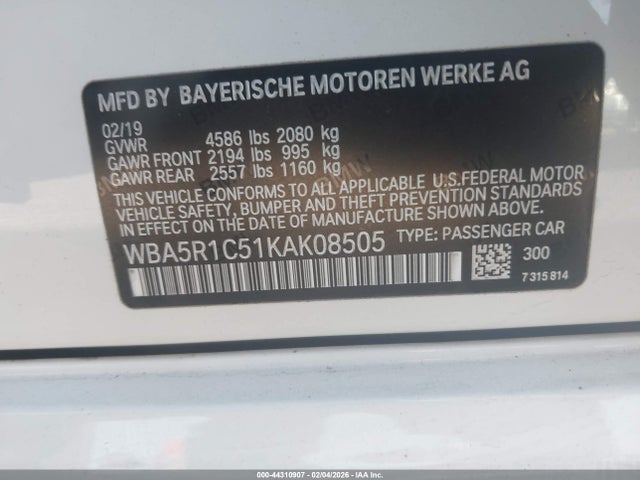 MFD BY BAYERISCHE MOTOREN WERKE AG
02/19
GVWR 4586 lbs 2080 kg
GAWR FRONT 2194 lbs 995 kg
GAWR REAR 2557 lbs 1160 kg
THIS VEHICLE CONFORMS TO ALL APPLICABLE U.S.FEDERAL MOTOR
VEHICLE SAFETY, BUMPER AND THEFT PREVENTION STANDARDS
IN EFFECT ON THE DATE OF MANUFACTURE SHOWN ABOVE.
WBA5R1C51KAK08505 TYPE: PASSENGER CAR
300
7 315 814
000-44310907 - 02/04/2026 - IAAI.COM